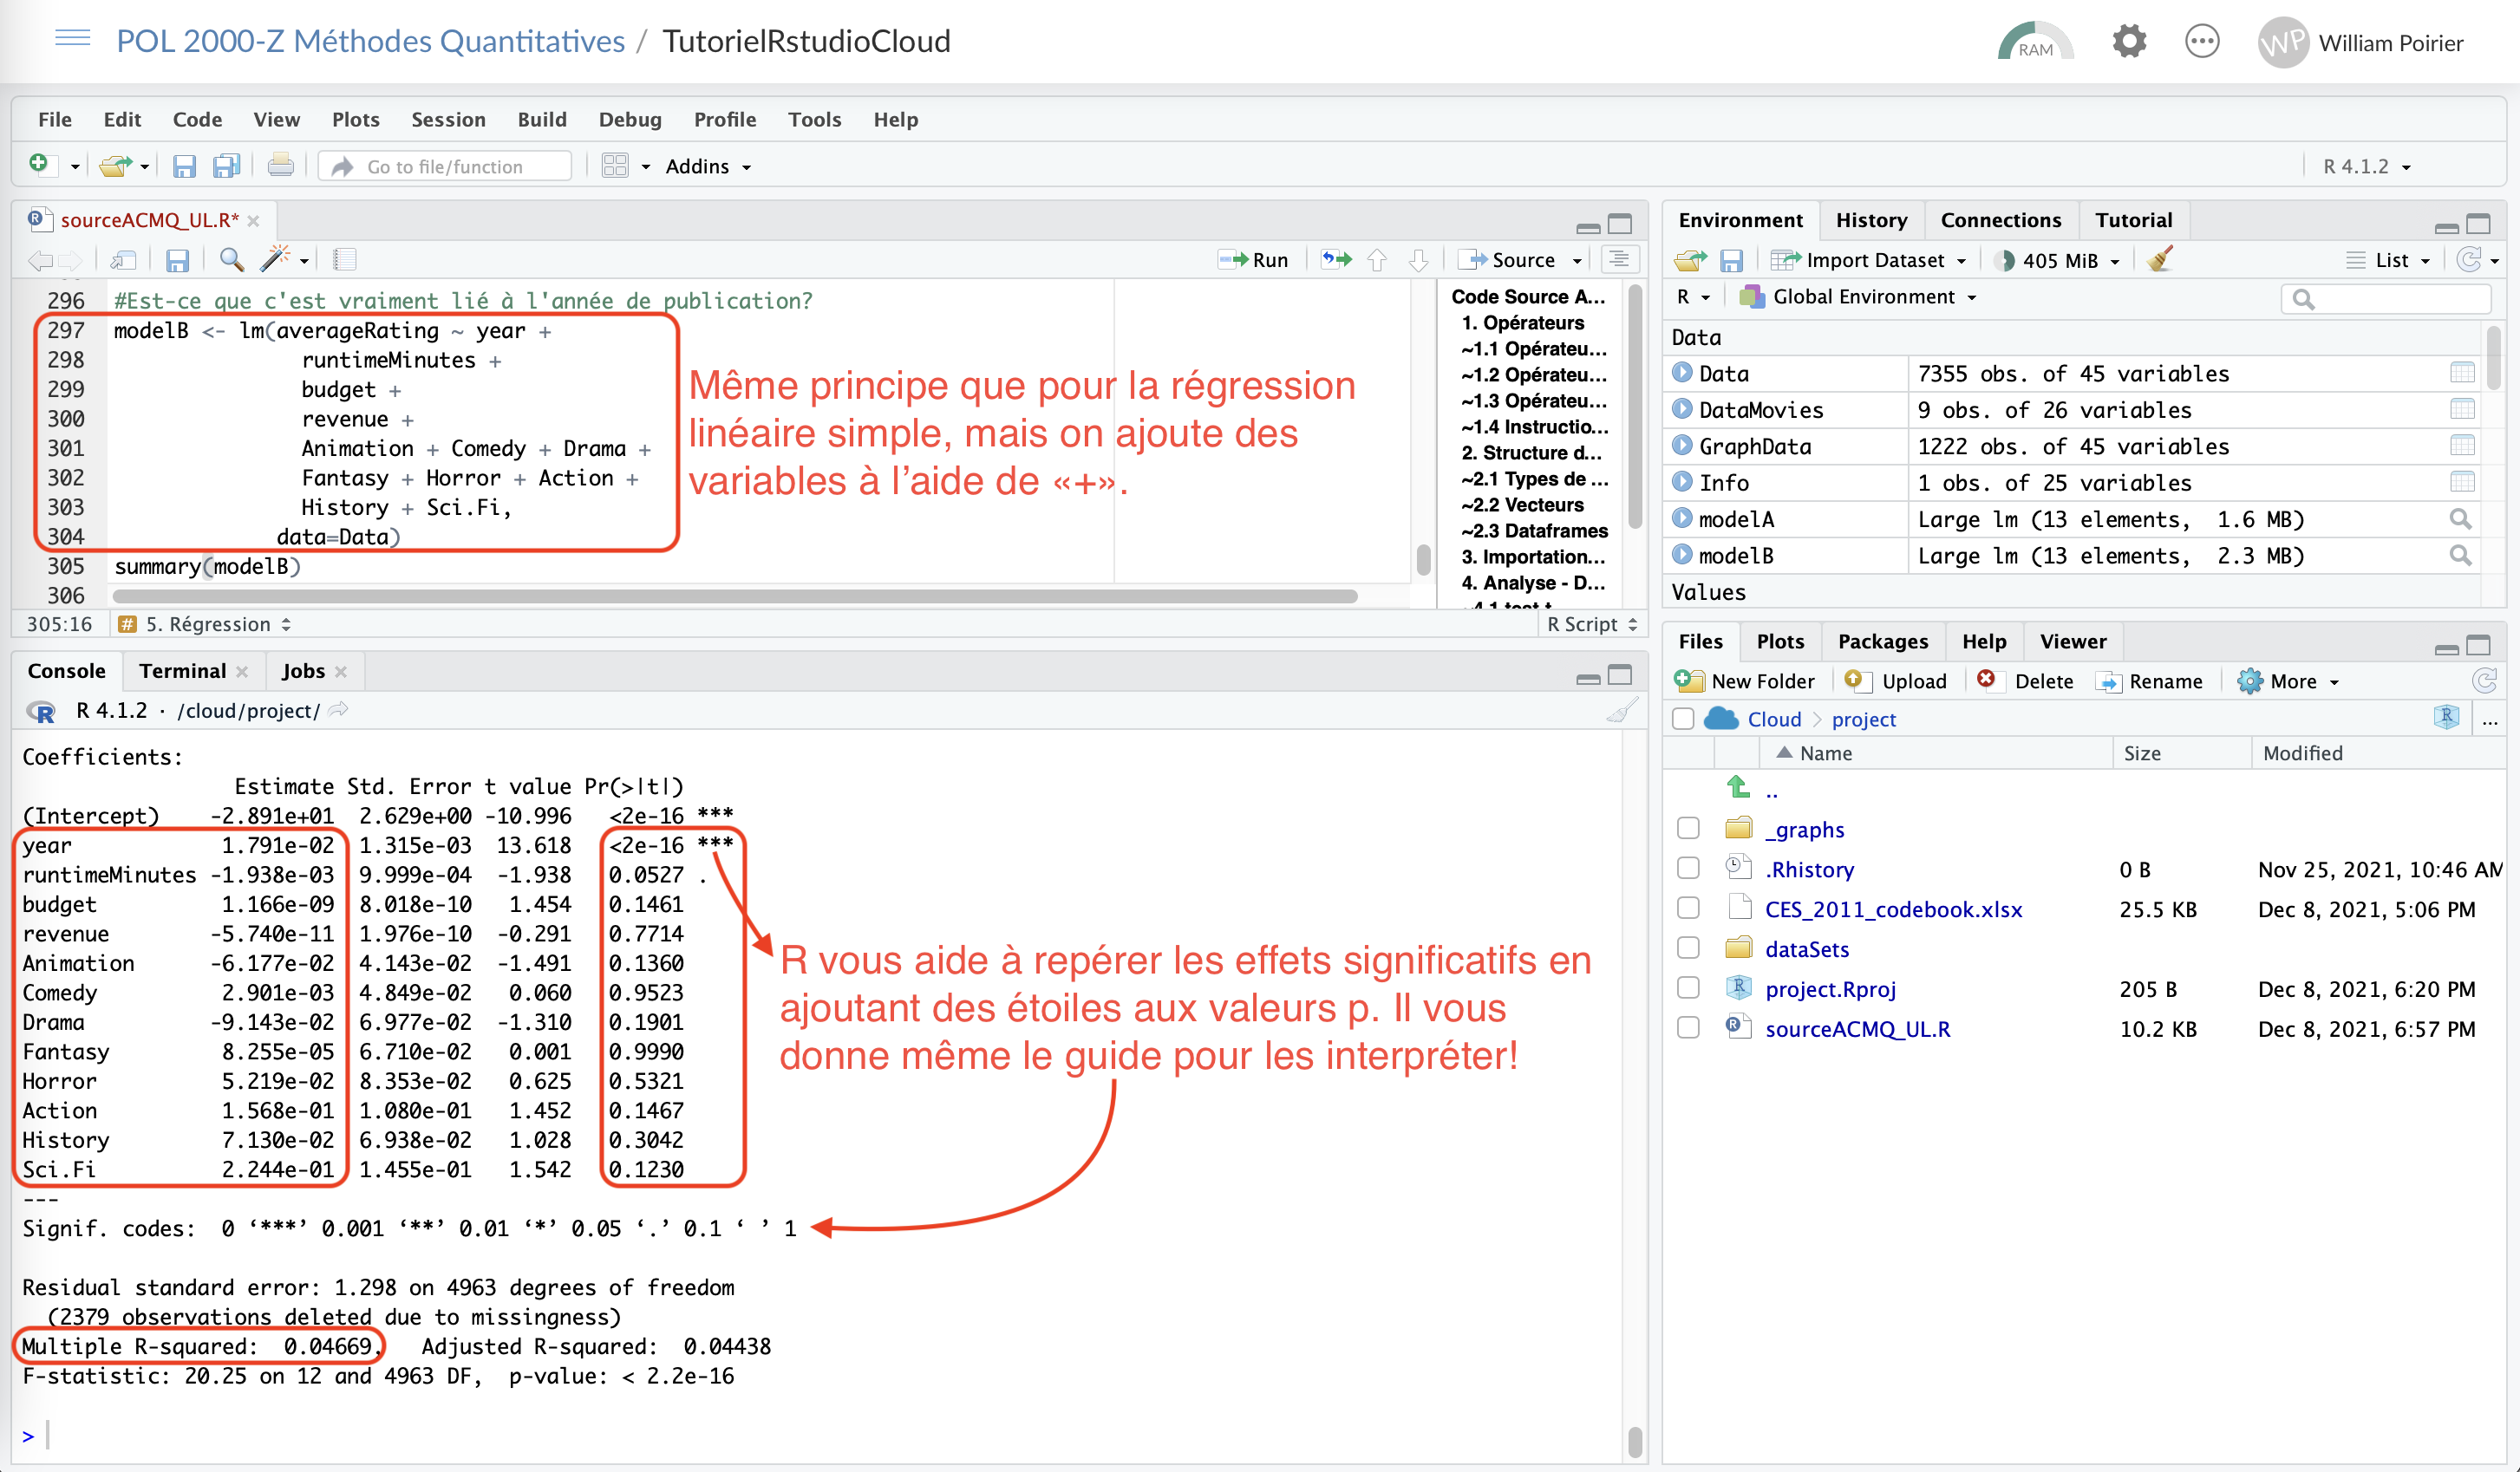 POL 2000-Z Méthodes Quantitatives / TutorielRstudioCloud
RAM
WP William Poirier
File Edit Code View Plots Session Build Debug Profile Tools Help
Go to file/function
Addins
R 4.1.2
sourceACMQ_UL.R*
Run
Source
296 #Est-ce que c'est vraiment lié à l'année de publication?
297 modelB <- lm(averageRating ~ year +
298 runtimeMinutes +
299 budget +
300 revenue +
301 Animation + Comedy + Drama +
302 Fantasy + Horror + Action +
303 History + Sci.Fi,
304 data=Data)
305 summary(modelB)
306
Même principe que pour la régression
linéaire simple, mais on ajoute des
variables à l’aide de «+».
Code Source A...
1. Opérateurs
~1.1 Opérateu...
~1.2 Opérateu...
~1.3 Opérateu...
~1.4 Instructio...
2. Structure d...
~2.1 Types de ...
~2.2 Vecteurs
~2.3 Dataframes
3. Importation...
4. Analyse - D...
~4.1 test t
305:16 # 5. Régression
R Script
Console Terminal Jobs
R 4.1.2 · /cloud/project/
Coefficients:
Estimate Std. Error t value Pr(>|t|)
(Intercept) -2.891e+01 2.629e+00 -10.996 <2e-16 ***
year 1.791e-02 1.315e-03 13.618 <2e-16 ***
runtimeMinutes -1.938e-03 9.999e-04 -1.938 0.0527 .
budget 1.166e-09 8.018e-10 1.454 0.1461
revenue -5.740e-11 1.976e-10 -0.291 0.7714
Animation -6.177e-02 4.143e-02 -1.491 0.1360
Comedy 2.901e-03 4.849e-02 0.060 0.9523
Drama -9.143e-02 6.977e-02 -1.310 0.1901
Fantasy 8.255e-05 6.710e-02 0.001 0.9990
Horror 5.219e-02 8.353e-02 0.625 0.5321
Action 1.568e-01 1.080e-01 1.452 0.1467
History 7.130e-02 6.938e-02 1.028 0.3042
Sci.Fi 2.244e-01 1.455e-01 1.542 0.1230
---
Signif. codes: 0 ‘***’ 0.001 ‘**’ 0.01 ‘*’ 0.05 ‘.’ 0.1 ‘ ’ 1
R vous aide à repérer les effets significatifs en
ajoutant des étoiles aux valeurs p. Il vous
donne même le guide pour les interpréter!
Residual standard error: 1.298 on 4963 degrees of freedom
(2379 observations deleted due to missingness)
Multiple R-squared: 0.04669, Adjusted R-squared: 0.04438
F-statistic: 20.25 on 12 and 4963 DF, p-value: < 2.2e-16
>
Environment History Connections Tutorial
Import Dataset 405 MiB List
R Global Environment
Data
Data 7355 obs. of 45 variables
DataMovies 9 obs. of 26 variables
GraphData 1222 obs. of 45 variables
Info 1 obs. of 25 variables
modelA Large lm (13 elements, 1.6 MB)
modelB Large lm (13 elements, 2.3 MB)
Values
Files Plots Packages Help Viewer
New Folder Upload Delete Rename More
Cloud project R ...
Name Size Modified
..
_graphs
.Rhistory 0 B Nov 25, 2021, 10:46 AM
CES_2011_codebook.xlsx 25.5 KB Dec 8, 2021, 5:06 PM
dataSets
project.Rproj 205 B Dec 8, 2021, 6:20 PM
sourceACMQ_UL.R 10.2 KB Dec 8, 2021, 6:57 PM